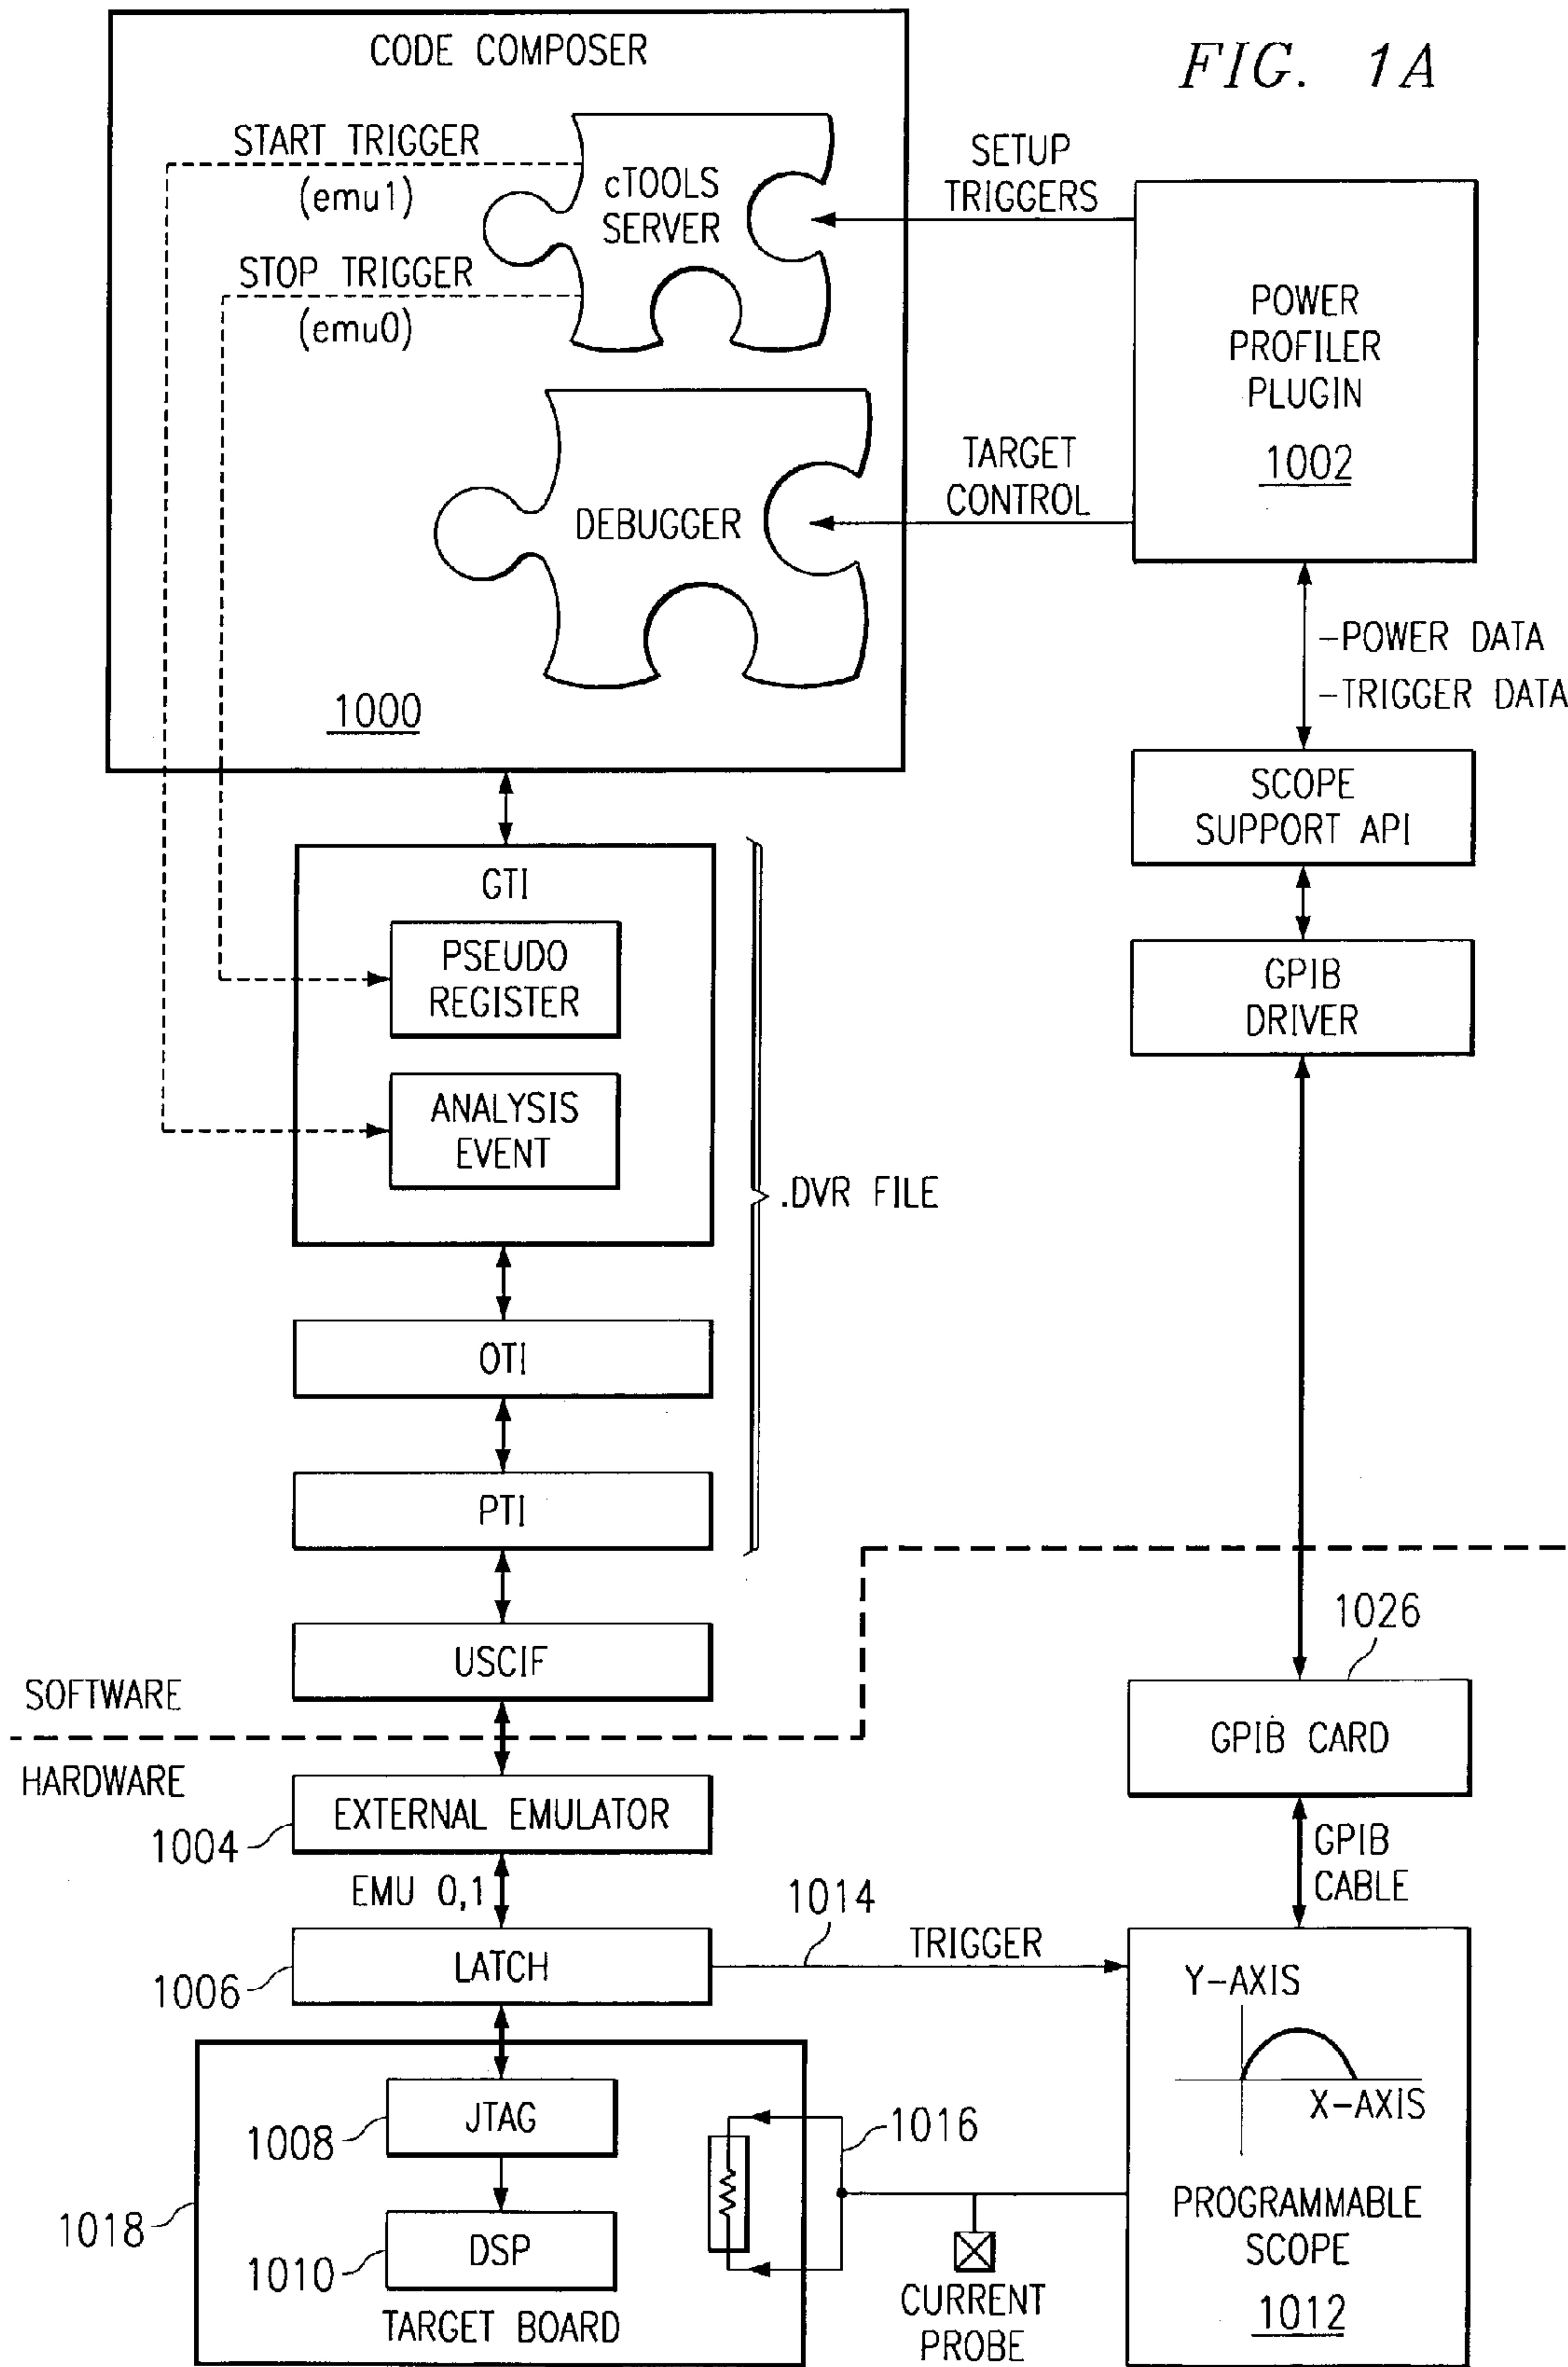 FIG. 1A
CODE COMPOSER
START TRIGGER
(emu1)
cTOOLS
SERVER
STOP TRIGGER
(emu0)
SETUP
TRIGGERS
POWER
PROFILER
PLUGIN
1002
TARGET
CONTROL
DEBUGGER
1000
-POWER DATA
-TRIGGER DATA
SCOPE
SUPPORT API
GPIB
DRIVER
GTI
PSEUDO
REGISTER
ANALYSIS
EVENT
.DVR FILE
OTI
PTI
USCIF
SOFTWARE
HARDWARE
1026
GPIB CARD
GPIB
CABLE
EXTERNAL EMULATOR
1004
EMU 0,1
LATCH
1006
1014
TRIGGER
Y-AXIS
X-AXIS
PROGRAMMABLE
SCOPE
1012
JTAG
1008
1016
1018
DSP
1010
TARGET BOARD
CURRENT
PROBE